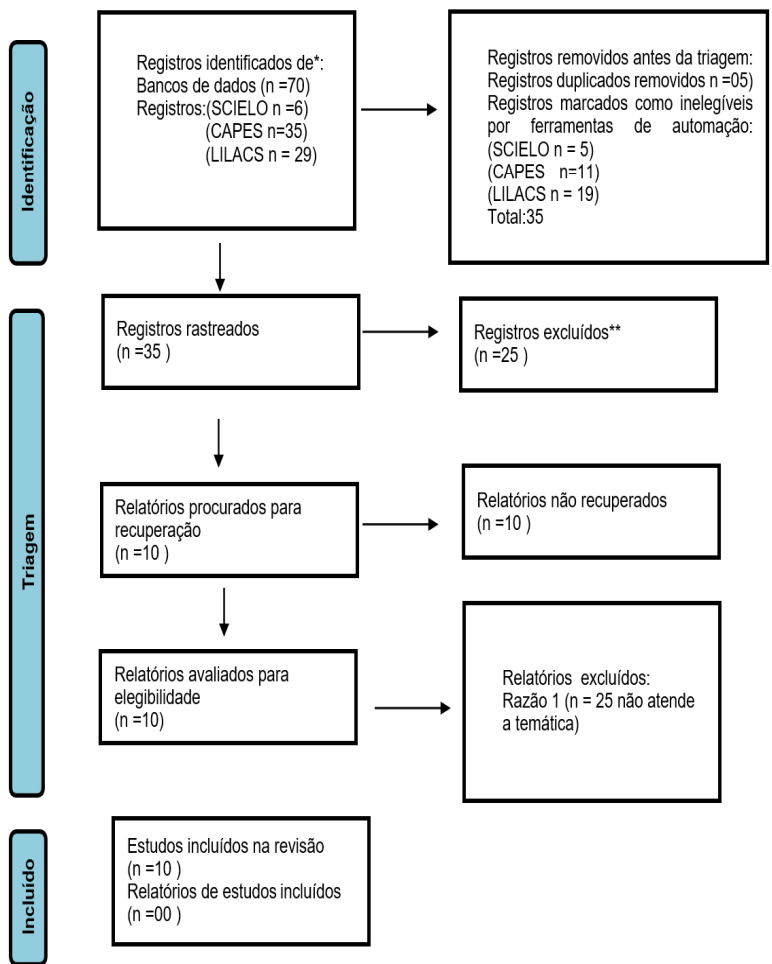 Identificação
Registros identificados de*:
Bancos de dados (n =70)
Registros:(SCIELO n =6)
(CAPES n=35)
(LILACS n = 29)
Registros removidos antes da triagem:
Registros duplicados removidos n =05)
Registros marcados como inelegíveis
por ferramentas de automação:
(SCIELO n = 5)
(CAPES n=11)
(LILACS n = 19)
Total:35
Triagem
Registros rastreados
(n =35 )
Registros excluídos**
(n =25 )
Relatórios procurados para
recuperação
(n =10 )
Relatórios não recuperados
(n =10 )
Relatórios avaliados para
elegibilidade
(n =10)
Relatórios excluídos:
Razão 1 (n = 25 não atende
a temática)
Incluído
Estudos incluídos na revisão
(n =10 )
Relatórios de estudos incluídos
(n =00 )